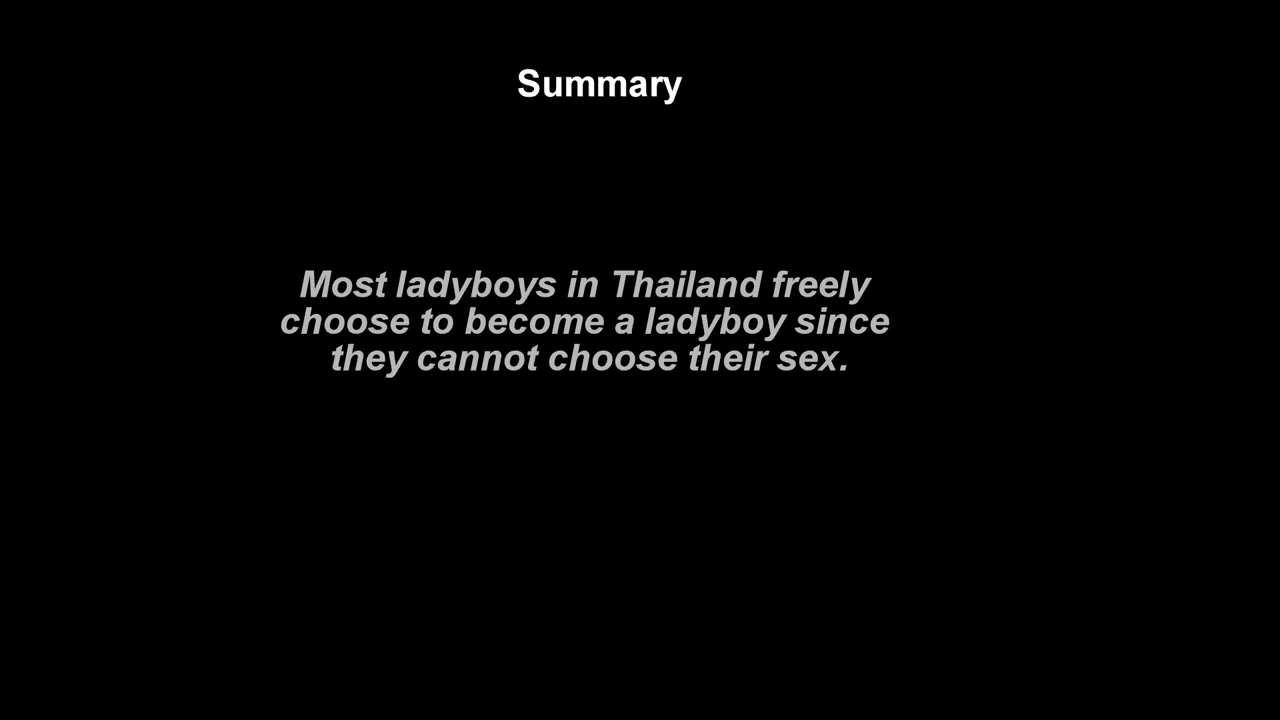 Summary
Most ladyboys in Thailand freely
choose to become a ladyboy since
they cannot choose their sex.